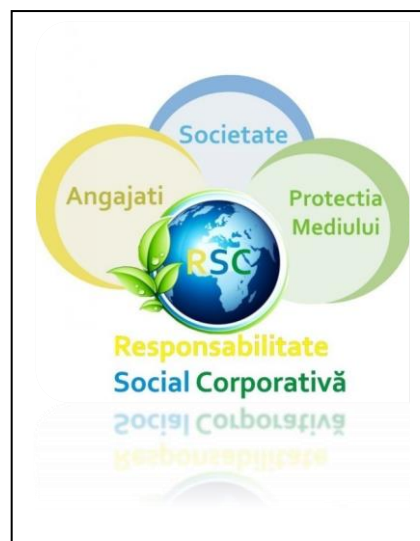 Societate
Angajati
Protectia
Mediului
RSC
Responsabilitate
Social Corporativă